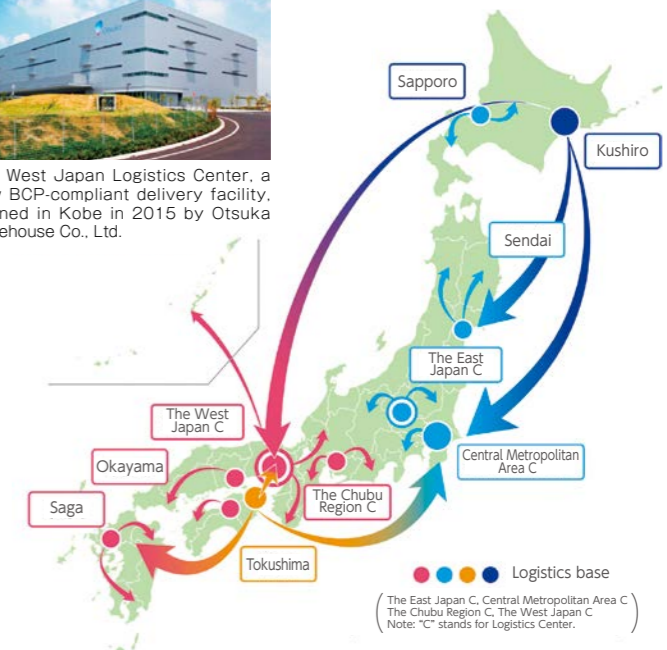 West Japan Logistics Center, a
BCP-compliant delivery facility,
in Kobe in 2015 by Otsuka
Co., Ltd.
Sapporo
Kushiro
Sendai
The East
Japan C
The West
Japan C
Central Metropolitan
Area C
Okayama
The Chubu
Region C
Saga
Tokushima
Logistics base
The East Japan C, Central Metropolitan Area C
The Chubu Region C, The West Japan C
Note: "C" stands for Logistics Center.